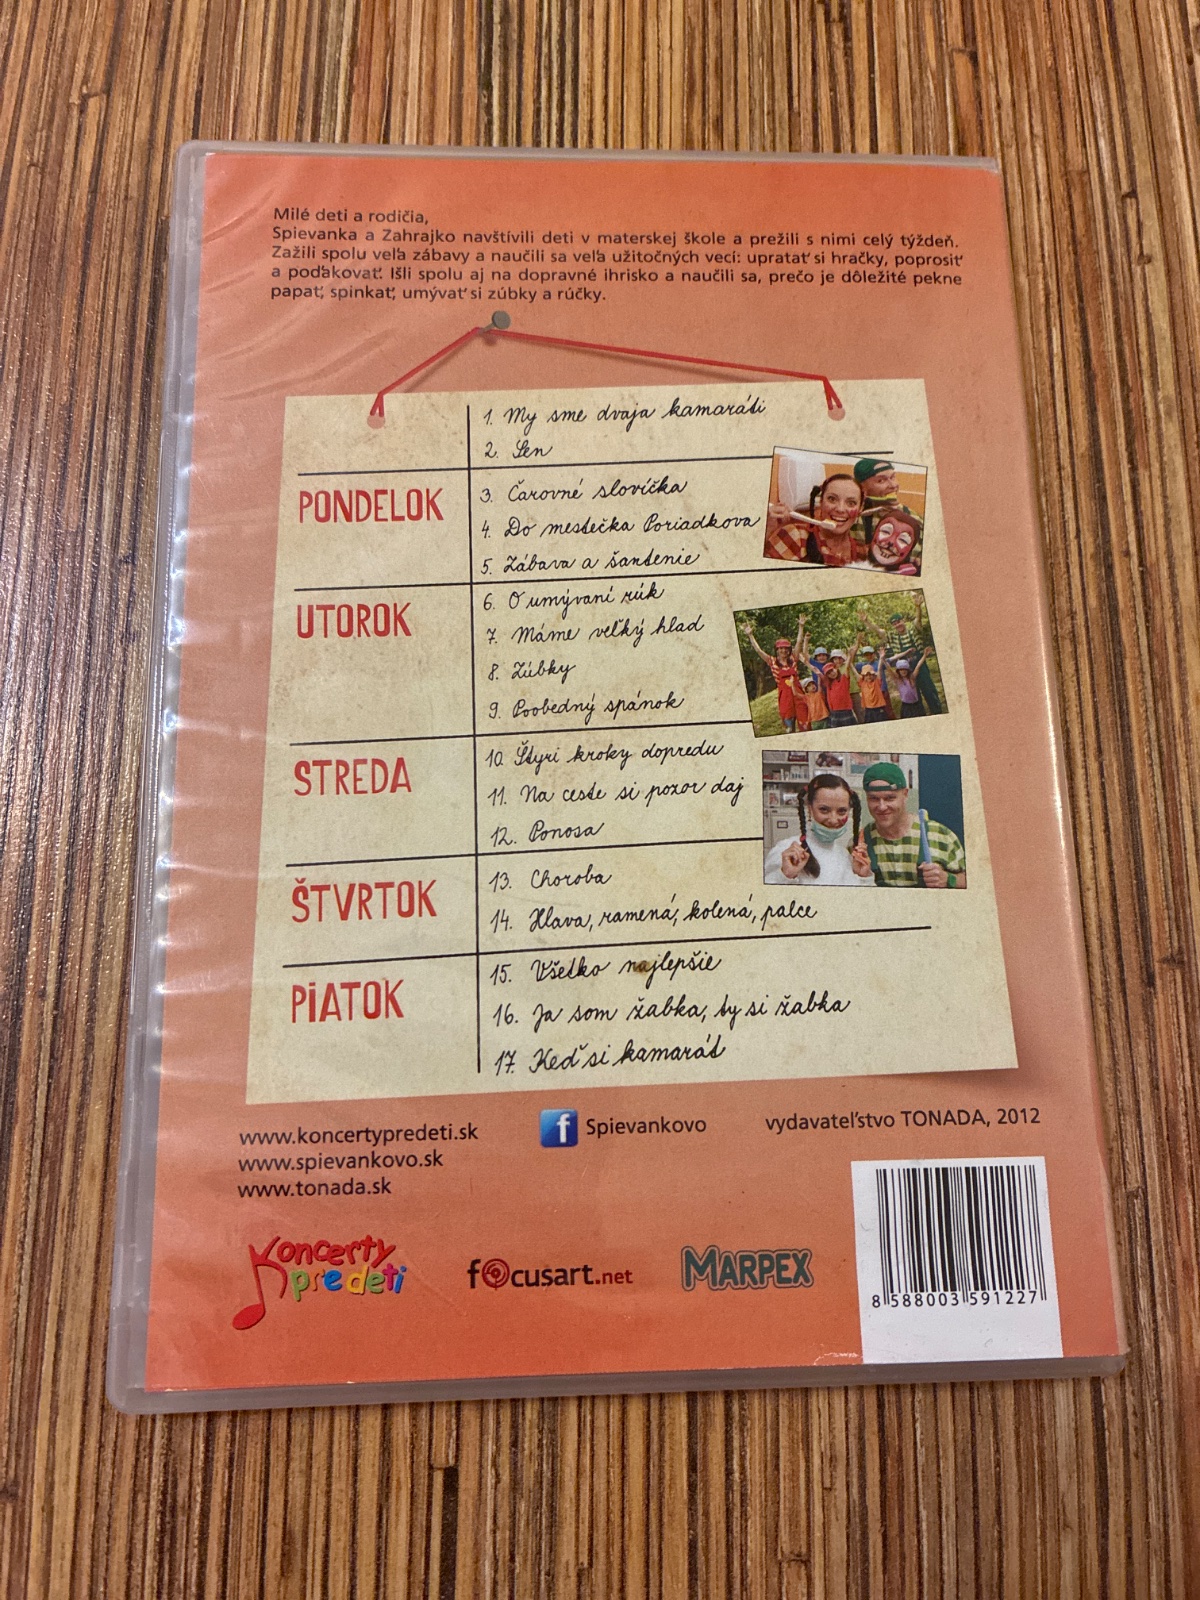 Milé deti a rodičia,
Spievanka a Zahrajko navštívili deti v materskej škole a prežili s nimi celý týždeň.
Zažili spolu veľa zábavy a naučili sa veľa užitočných vecí: upratať si hračky, poprosiť
a poďakovať. Išli spolu aj na dopravné ihrisko a naučili sa, prečo je dôležité pekne
papať, spinkať, umývať si zúbky a rúčky.
1. My sme dvaja kamaráti
2. Sen
PONDELOK
3. Čarovné slovíčka
4. Do mestečka Poriadkova
5. Zábava a šantenie
UTOROK
6. O umývaní rúk
7. Máme veľký hlad
8. Zúbky
9. Poobedný spánok
STREDA
10. Štyri kroky dopredu
11. Na ceste si pozor daj
12. Ponosa
ŠTVRTOK
13. Choroba
14. Hlava, ramená, kolená, palce
PIATOK
15. Všetko najlepšie
16. Ja som žabka, ty si žabka
17. Keď si kamarát
www.koncertypredeti.sk
www.spievankovo.sk
www.tonada.sk
f Spievankovo
vydavateľstvo TONADA, 2012
Koncerty
pre deti
focusart.net
MARPEX
8 588003 591227